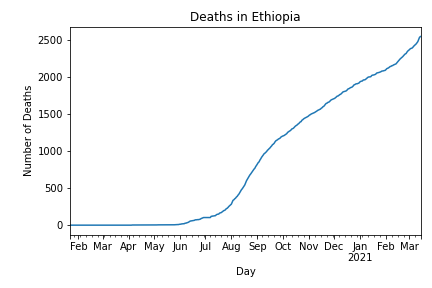 Deaths in Ethiopia
Number of Deaths
2500
2000
1500
1000
500
0
Feb Mar Apr May Jun Jul Aug Sep Oct Nov Dec Jan Feb Mar
2021
Day